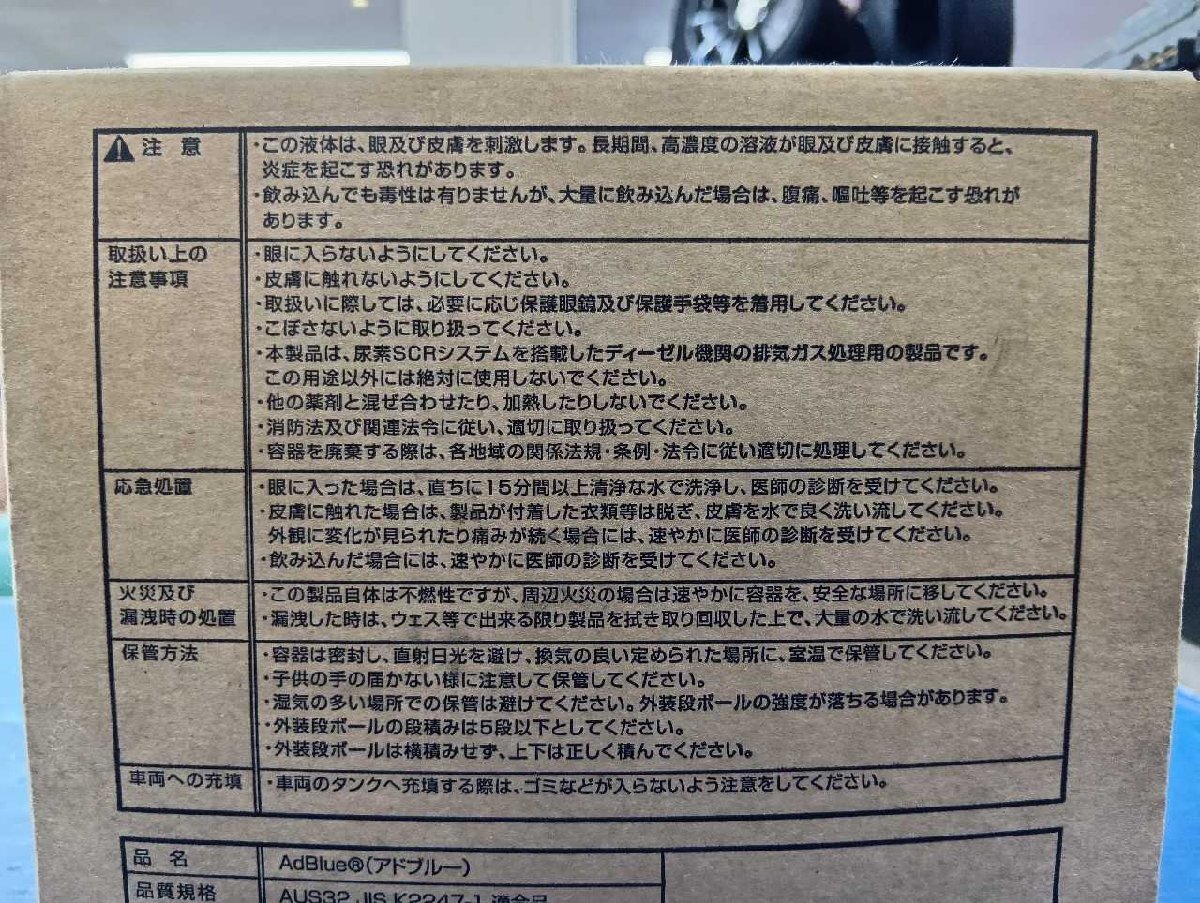 注意
・この液体は、眼及び皮膚を刺激します。長期間、高濃度の溶液が眼及び皮膚に接触すると、
炎症を起こす恐れがあります。
・飲み込んでも毒性は有りませんが、大量に飲み込んだ場合は、腹痛、嘔吐等を起こす恐れが
あります。
取扱い上の
注意事項
・眼に入らないようにしてください。
・皮膚に触れないようにしてください。
・取扱いに際しては、必要に応じ保護眼鏡及び保護手袋等を着用してください。
・こぼさないように取り扱ってください。
・本製品は、尿素SCRシステムを搭載したディーゼル機関の排気ガス処理用の製品です。
この用途以外には絶対に使用しないでください。
・他の薬剤と混ぜ合わせたり、加熱したりしないでください。
・消防法及び関連法令に従い、適切に取り扱ってください。
・容器を廃棄する際は、各地域の関係法規・条例・法令に従い適切に処理してください。
応急処置
・眼に入った場合は、直ちに15分間以上清浄な水で洗浄し、医師の診断を受けてください。
・皮膚に触れた場合は、製品が付着した衣類等は脱ぎ、皮膚を水で良く洗い流してください。
外観に変化が見られたり痛みが続く場合には、速やかに医師の診断を受けてください。
・飲み込んだ場合には、速やかに医師の診断を受けてください。
火災及び
漏洩時の処置
・この製品自体は不燃性ですが、周辺火災の場合は速やかに容器を、安全な場所に移してください。
・漏洩した時は、ウェス等で出来る限り製品を拭き取り回収した上で、大量の水で洗い流してください。
保管方法
・容器は密封し、直射日光を避け、換気の良い定められた場所に、室温で保管してください。
・子供の手の届かない様に注意して保管してください。
・湿気の多い場所での保管は避けてください。外装段ボールの強度が落ちる場合があります。
・外装段ボールの段積みは5段以下としてください。
・外装段ボールは横積みせず、上下は正しく積んでください。
車両への充填
・車両のタンクへ充填する際は、ゴミなどが入らないよう注意をしてください。
品名
AdBlue®(アドブルー)
品質規格
AUS32 JIS K2247-1 適合品